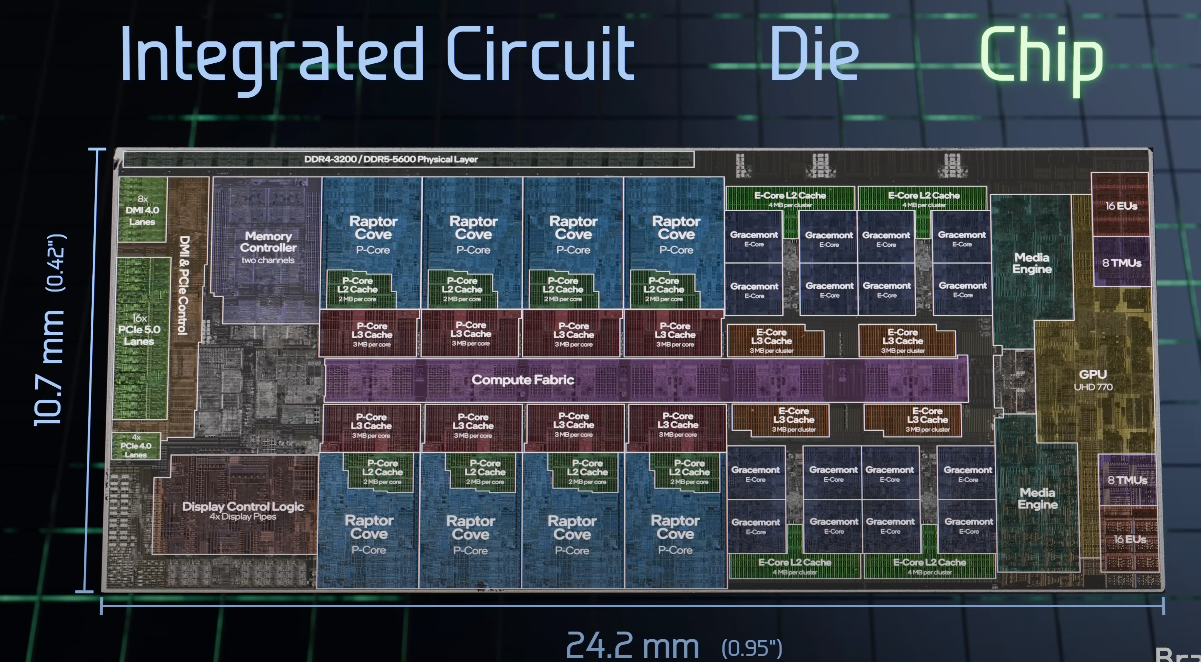 Integrated Circuit Die Chip
DDR4-3200 / DDR5-5600 Physical Layer
8x
DMI 4.0
Lanes
16x
PCIe 5.0
Lanes
4x
PCIe 4.0
Lanes
DMI & PCIe Control
Memory
Controller
two channels
Display Control Logic
4x Display Pipes
Raptor
Cove
P-Core
Raptor
Cove
P-Core
Raptor
Cove
P-Core
Raptor
Cove
P-Core
P-Core
L2 Cache
2 MB per core
P-Core
L2 Cache
2 MB per core
P-Core
L2 Cache
2 MB per core
P-Core
L2 Cache
2 MB per core
P-Core
L3 Cache
3 MB per core
P-Core
L3 Cache
3 MB per core
P-Core
L3 Cache
3 MB per core
P-Core
L3 Cache
3 MB per core
Compute Fabric
P-Core
L3 Cache
3 MB per core
P-Core
L3 Cache
3 MB per core
P-Core
L3 Cache
3 MB per core
P-Core
L3 Cache
3 MB per core
P-Core
L2 Cache
2 MB per core
P-Core
L2 Cache
2 MB per core
P-Core
L2 Cache
2 MB per core
P-Core
L2 Cache
2 MB per core
Raptor
Cove
P-Core
Raptor
Cove
P-Core
Raptor
Cove
P-Core
Raptor
Cove
P-Core
E-Core L2 Cache
4 MB per cluster
E-Core L2 Cache
4 MB per cluster
Gracemont
E-Core
Gracemont
E-Core
Gracemont
E-Core
Gracemont
E-Core
Gracemont
E-Core
Gracemont
E-Core
Gracemont
E-Core
Gracemont
E-Core
E-Core
L3 Cache
3 MB per cluster
E-Core
L3 Cache
3 MB per cluster
E-Core
L3 Cache
3 MB per cluster
E-Core
L3 Cache
3 MB per cluster
Gracemont
E-Core
Gracemont
E-Core
Gracemont
E-Core
Gracemont
E-Core
Gracemont
E-Core
Gracemont
E-Core
Gracemont
E-Core
Gracemont
E-Core
E-Core L2 Cache
4 MB per cluster
E-Core L2 Cache
4 MB per cluster
Media
Engine
Media
Engine
16 EUs
8 TMUs
GPU
UHD 770
8 TMUs
16 EUs
10.7 mm (0.42")
24.2 mm (0.95")